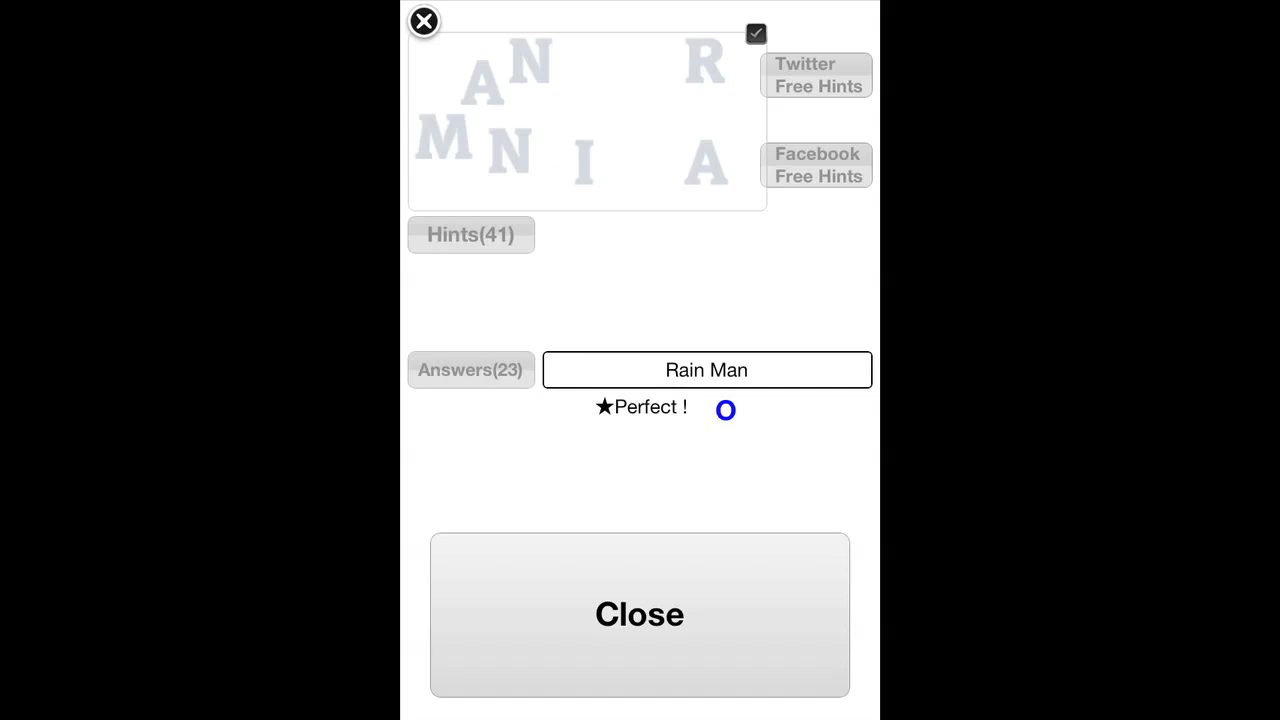 N R
A
M N I A
Twitter
Free Hints
Facebook
Free Hints
Hints(41)
Answers(23) Rain Man
★Perfect ! O
Close